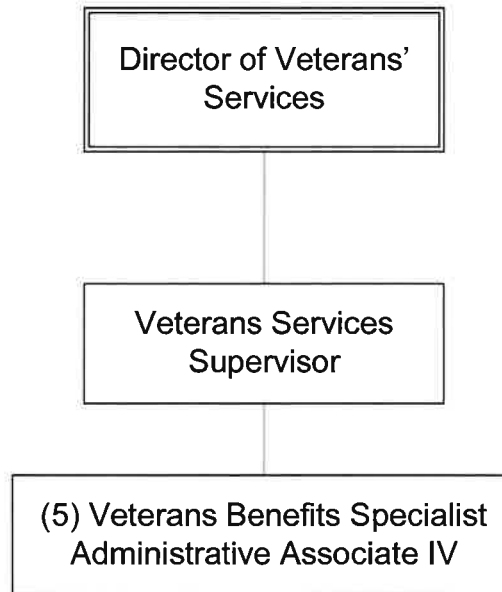 Director of Veterans’
Services
Veterans Services
Supervisor
(5) Veterans Benefits Specialist
Administrative Associate IV